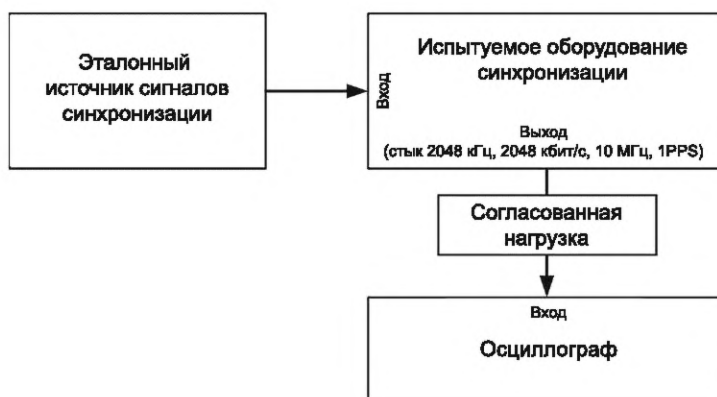 Эталонный
источник сигналов
синхронизации
Испытуемое оборудование
синхронизации
Вход
Выход
(стык 2048 кГц, 2048 кбит/с, 10 МГц, 1PPS)
Согласованная
нагрузка
Вход
Осциллограф